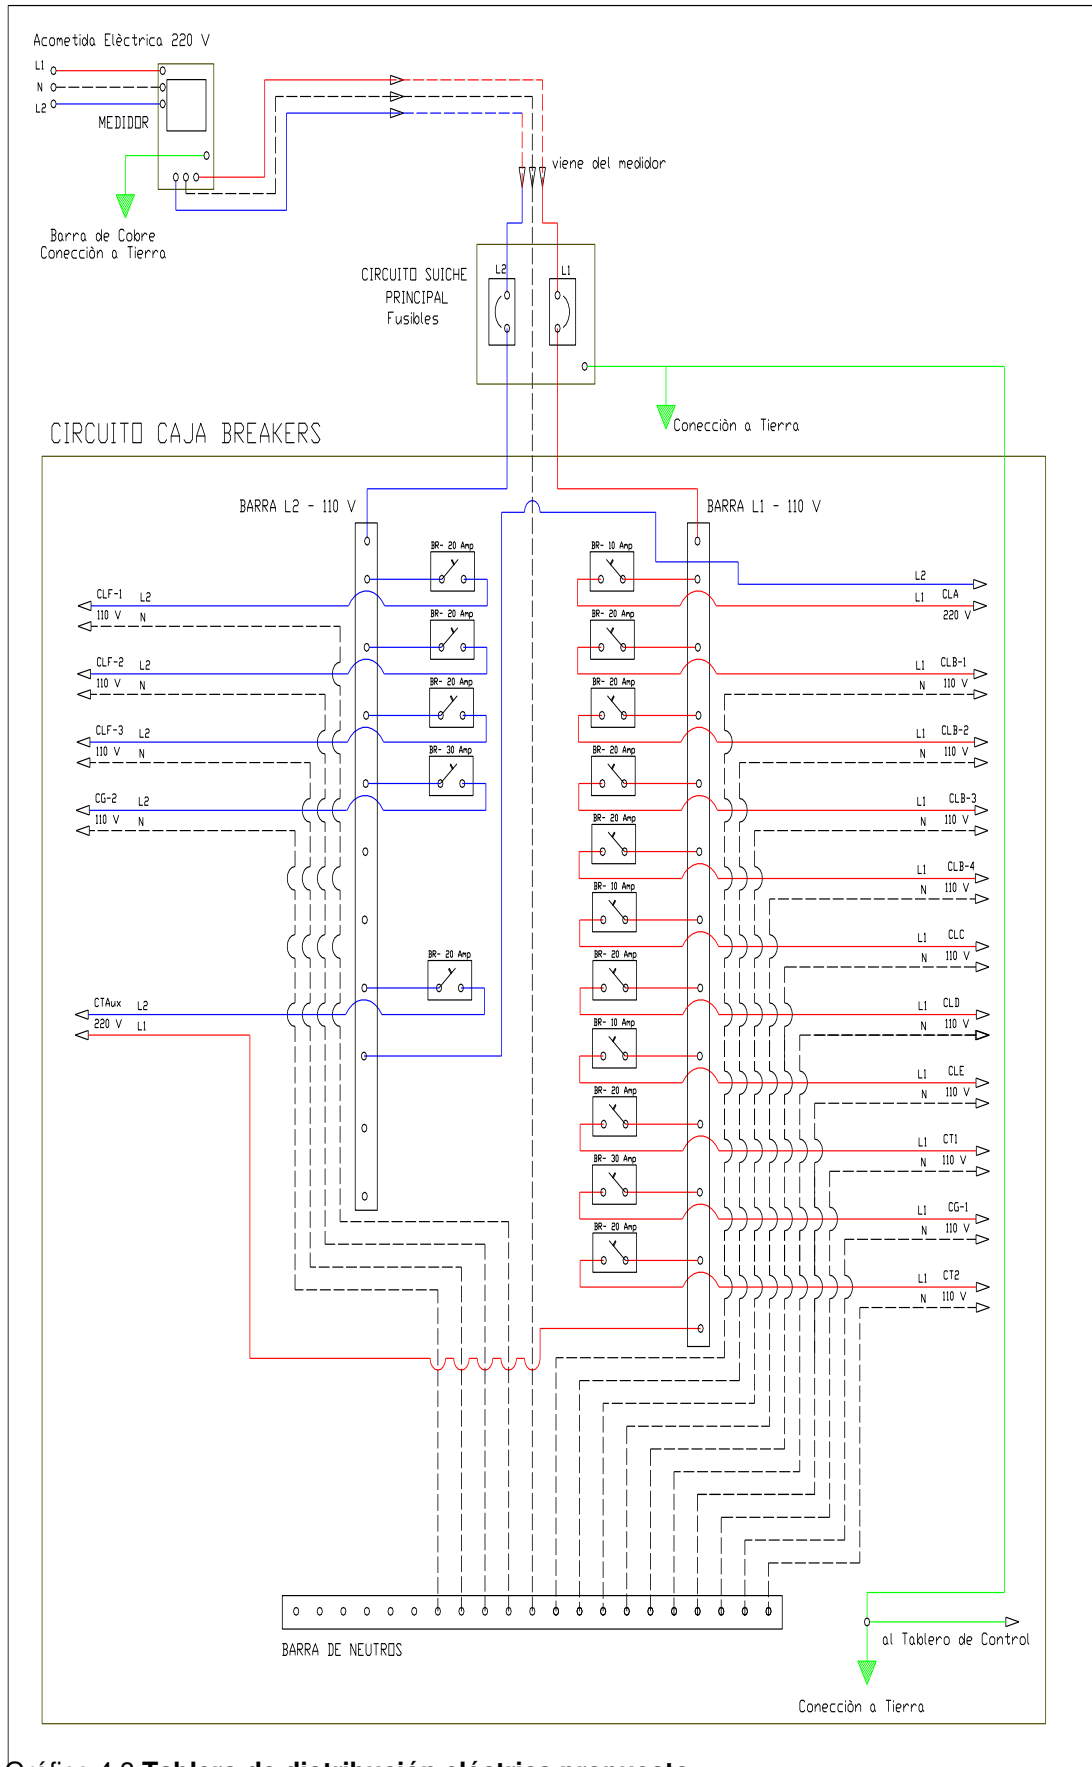 Acometida Elèctrica 220 V
L1
N
L2
MEDIDOR
viene del medidor
Barra de Cobre
Conecciòn a Tierra
CIRCUITO SUICHE
PRINCIPAL
Fusibles
L2
L1
Conecciòn a Tierra
CIRCUITO CAJA BREAKERS
BARRA L2 - 110 V
BARRA L1 - 110 V
BR- 20 Amp
BR- 10 Amp
L2
CLF-1 L2
L1 CLA
110 V N
220 V
BR- 20 Amp
BR- 20 Amp
CLF-2 L2
L1 CLB-1
110 V N
N 110 V
BR- 20 Amp
BR- 20 Amp
CLF-3 L2
L1 CLB-2
110 V N
N 110 V
BR- 30 Amp
BR- 20 Amp
CG-2 L2
L1 CLB-3
110 V N
N 110 V
BR- 20 Amp
L1 CLB-4
N 110 V
BR- 10 Amp
L1 CLC
N 110 V
BR- 20 Amp
BR- 20 Amp
CTAux L2
L1 CLD
220 V L1
N 110 V
BR- 10 Amp
L1 CLE
N 110 V
BR- 20 Amp
L1 CT1
N 110 V
BR- 30 Amp
L1 CG-1
N 110 V
BR- 20 Amp
L1 CT2
N 110 V
BARRA DE NEUTROS
al Tablero de Control
Conecciòn a Tierra
Tablero de distribución eléctrica propuesto